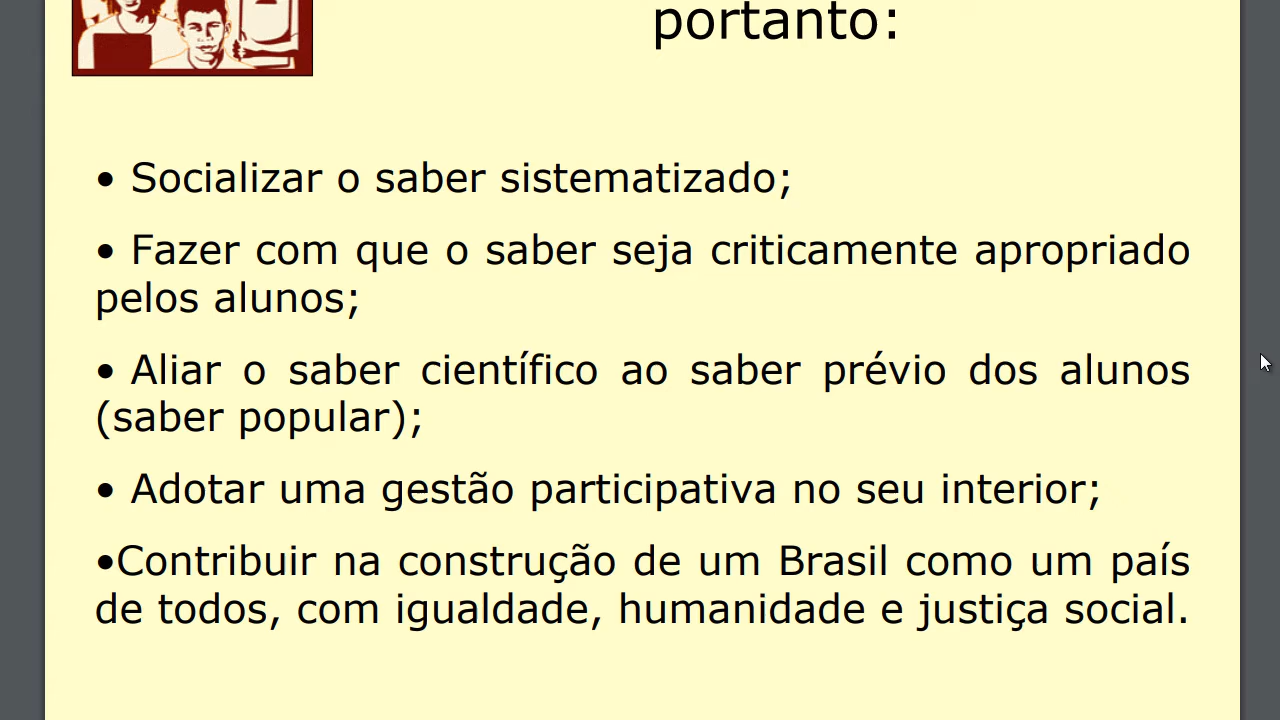 portanto:
• Socializar o saber sistematizado;
• Fazer com que o saber seja criticamente apropriado
pelos alunos;
• Aliar o saber científico ao saber prévio dos alunos
(saber popular);
• Adotar uma gestão participativa no seu interior;
•Contribuir na construção de um Brasil como um país
de todos, com igualdade, humanidade e justiça social.